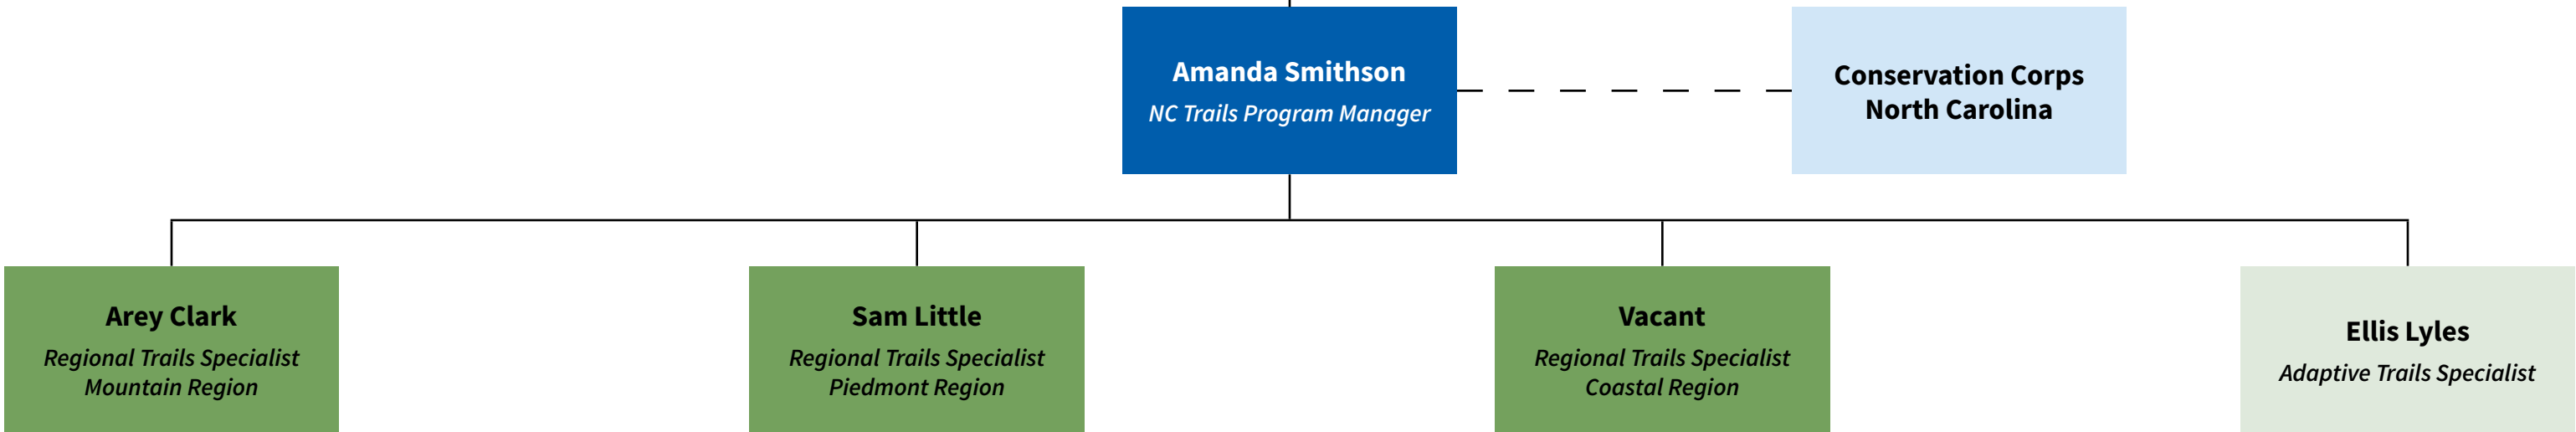 Amanda Smithson
NC Trails Program Manager
Conservation Corps
North Carolina
Arey Clark
Regional Trails Specialist
Mountain Region
Sam Little
Regional Trails Specialist
Piedmont Region
Vacant
Regional Trails Specialist
Coastal Region
Ellis Lyles
Adaptive Trails Specialist